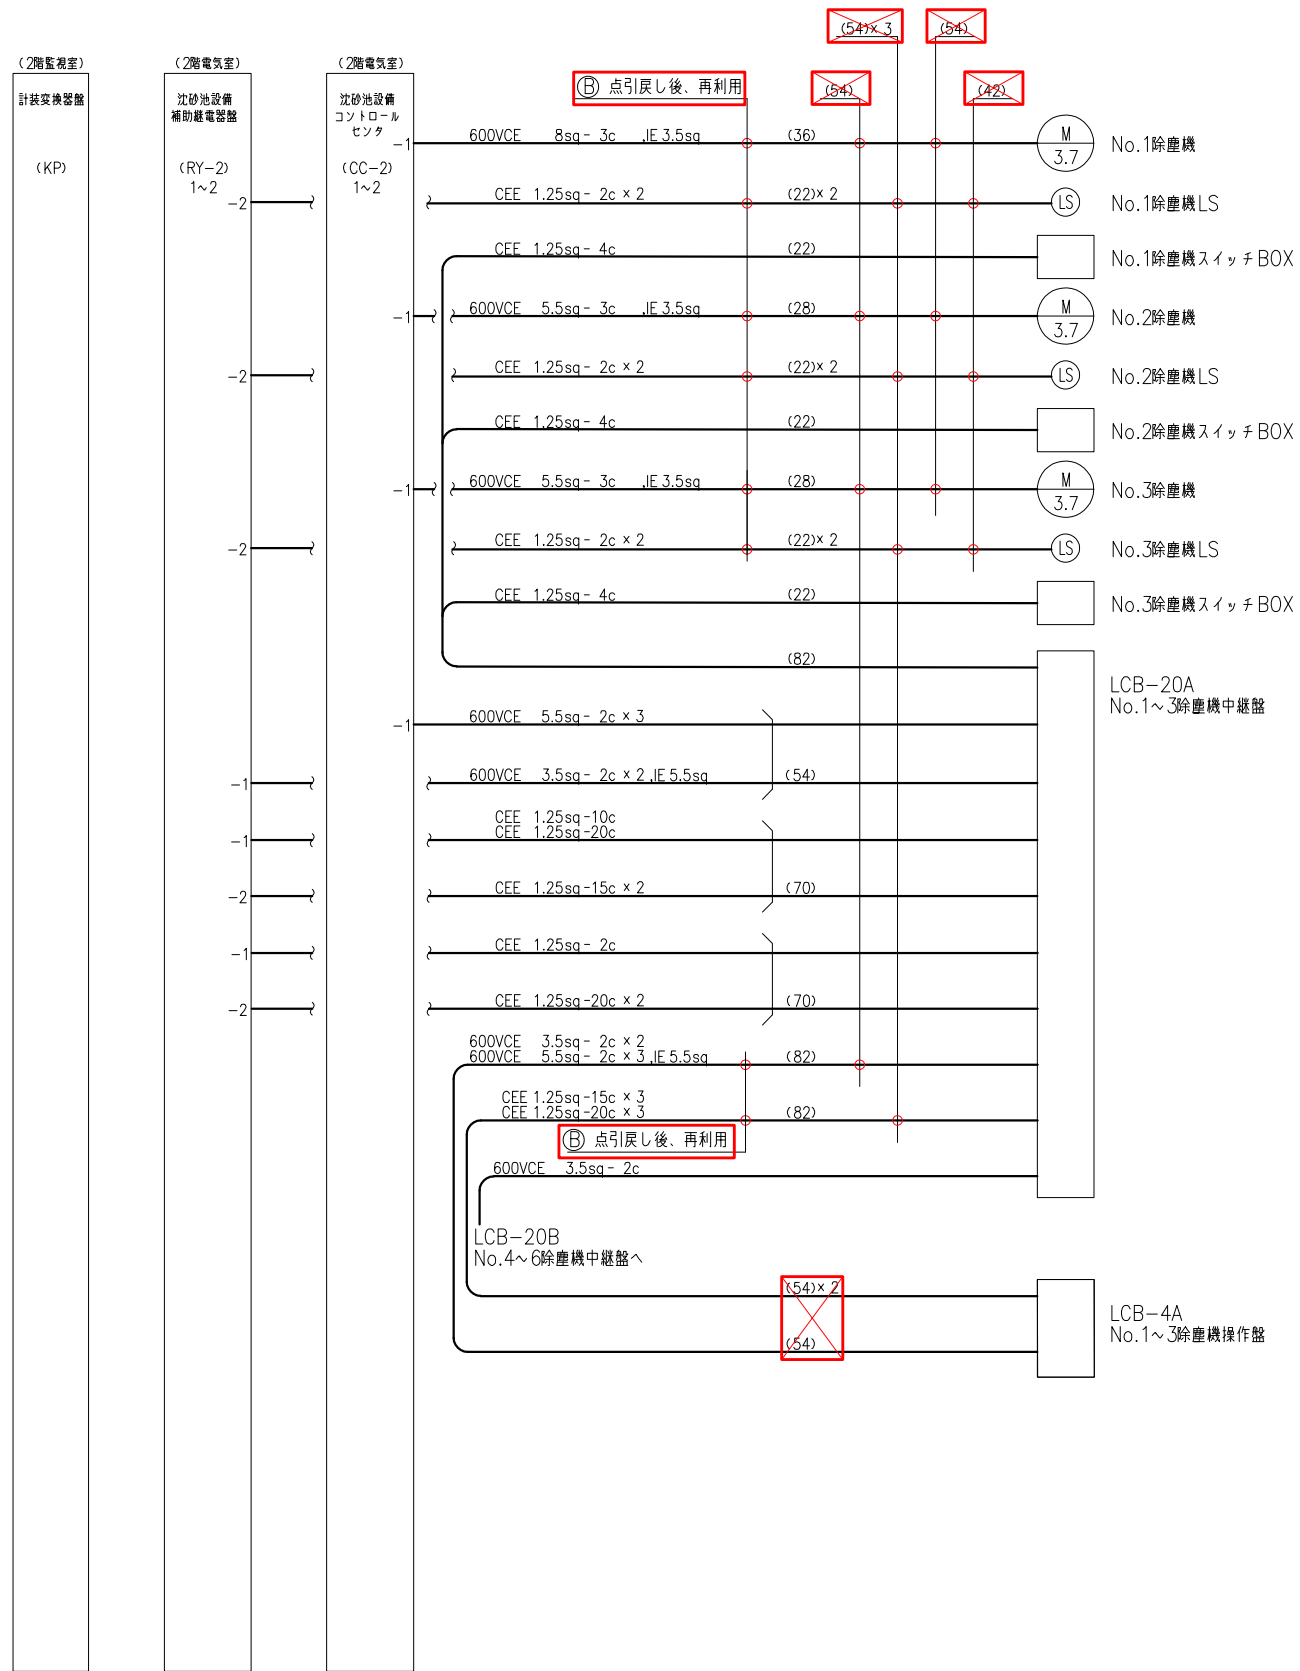 (54)× 3
(54)
(2階監視室)
(2階電気室)
(2階電気室)
Ⓑ 点引戻し後、再利用
(54)
(42)
計装変換器盤
(KP)
沈砂池設備
補助継電器盤
(RY-2)
1~2
沈砂池設備
コントロール
センタ
(CC-2)
1~2
-1
600VCE 8sq- 3c ,IE 3.5sq (36)
M
3.7
No.1除塵機
-2
CEE 1.25sq- 2c × 2 (22)× 2
LS
No.1除塵機LS
CEE 1.25sq- 4c (22)
No.1除塵機スイッチBOX
-1
600VCE 5.5sq- 3c ,IE 3.5sq (28)
M
3.7
No.2除塵機
-2
CEE 1.25sq- 2c × 2 (22)× 2
LS
No.2除塵機LS
CEE 1.25sq- 4c (22)
No.2除塵機スイッチBOX
-1
600VCE 5.5sq- 3c ,IE 3.5sq (28)
M
3.7
No.3除塵機
-2
CEE 1.25sq- 2c × 2 (22)× 2
LS
No.3除塵機LS
CEE 1.25sq- 4c (22)
No.3除塵機スイッチBOX
(82)
LCB-20A
No.1~3除塵機中継盤
-1
600VCE 5.5sq- 2c × 3
-1
600VCE 3.5sq- 2c × 2 ,IE 5.5sq (54)
CEE 1.25sq-10c
-1
CEE 1.25sq-20c
-2
CEE 1.25sq-15c × 2 (70)
-1
CEE 1.25sq- 2c
-2
CEE 1.25sq-20c × 2 (70)
600VCE 3.5sq- 2c × 2
600VCE 5.5sq- 2c × 3 ,IE 5.5sq (82)
CEE 1.25sq-15c × 3
CEE 1.25sq-20c × 3 (82)
Ⓑ 点引戻し後、再利用
600VCE 3.5sq- 2c
LCB-20B
No.4~6除塵機中継盤へ
(54)× 2
(54)
LCB-4A
No.1~3除塵機操作盤